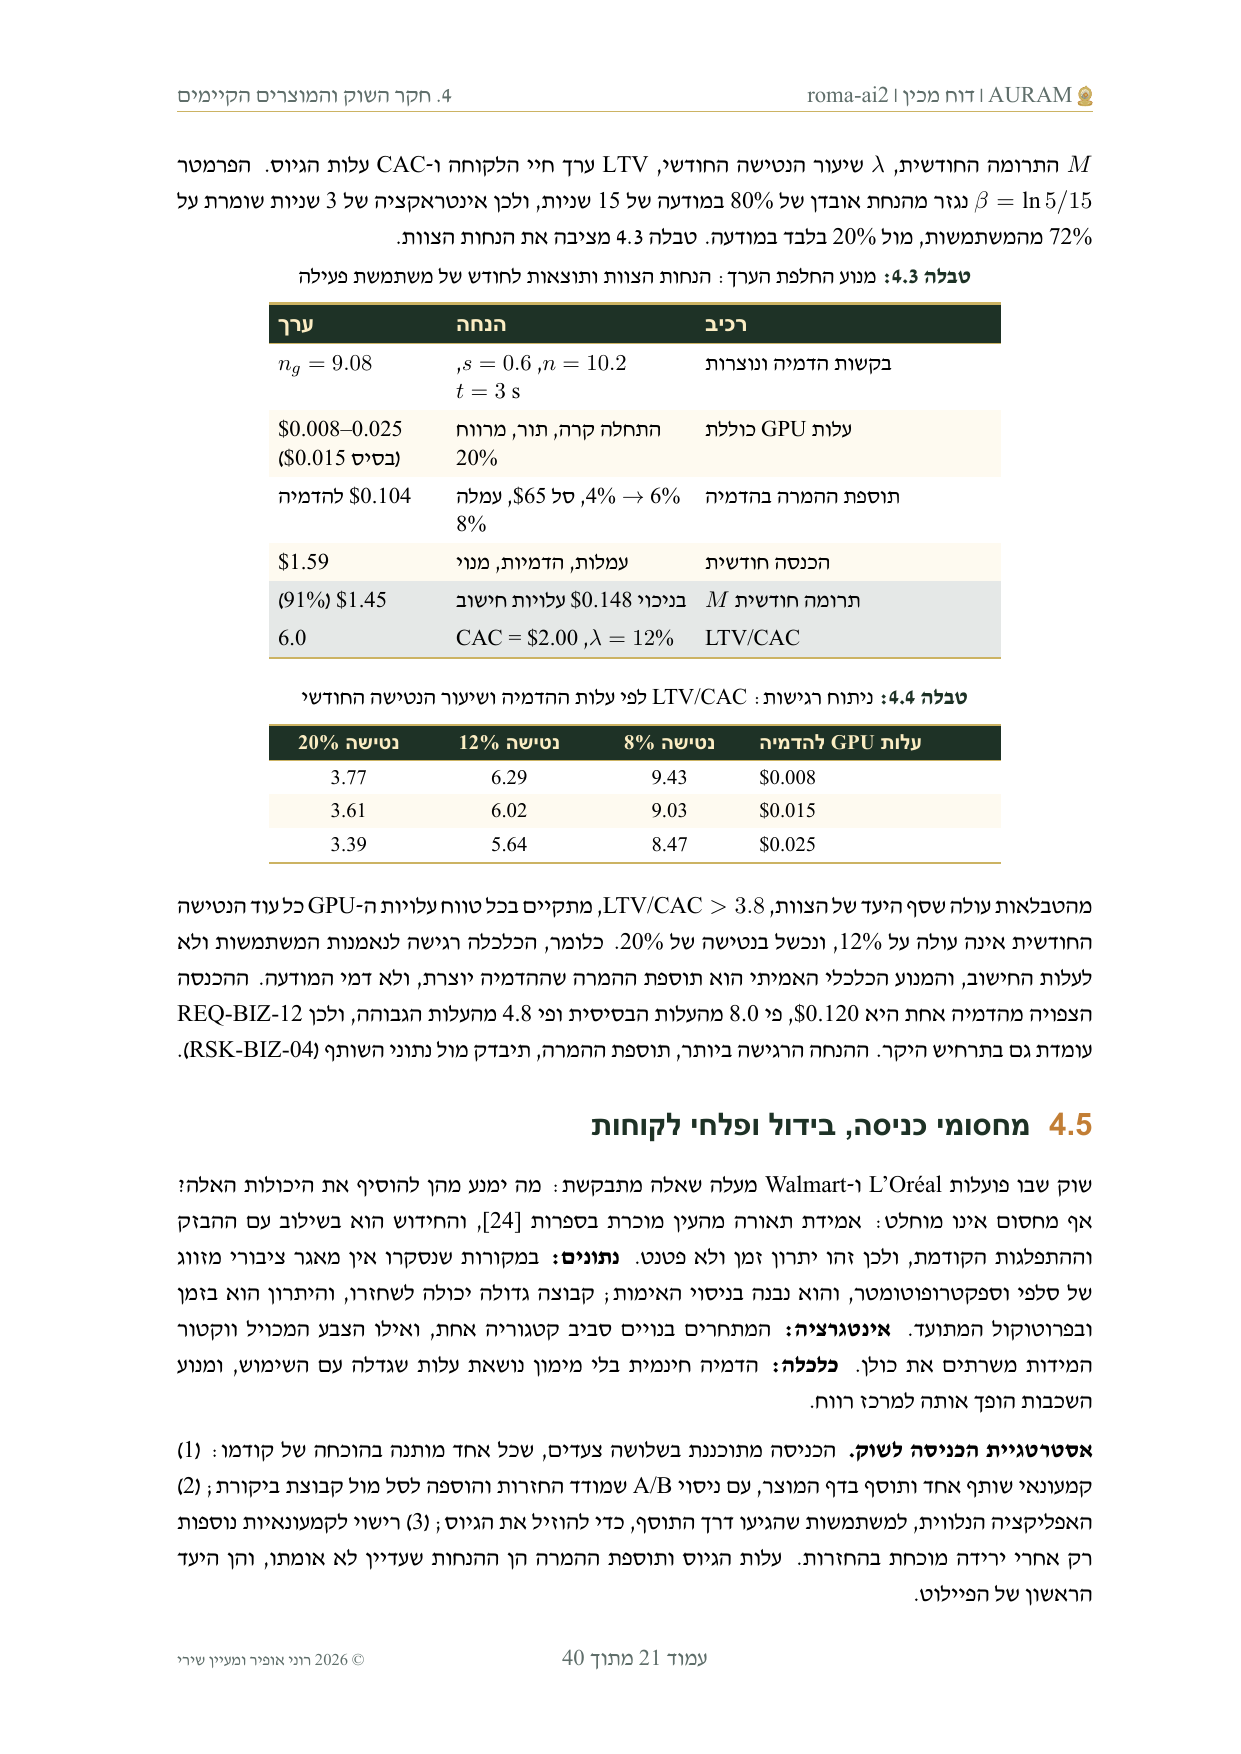 AURAM | דוח מכין | roma-ai2 4. חקר השוק והמוצרים הקיימים
M התרומה החודשית, λ שיעור הנטישה החודשי, LTV ערך חיי הלקוחה ו-CAC עלות הגיוס. הפרמטר
β = ln 5/15 נגזר מהנחת אובדן של 80% במודעה של 15 שניות, ולכן אינטראקציה של 3 שניות שומרת על
72% מהמשתמשות, מול 20% בלבד במודעה. טבלה 4.3 מציבה את הנחות הצוות.
טבלה 4.3: מנוע החלפת הערך: הנחות הצוות ותוצאות לחודש של משתמשת פעילה
רכיב הנחה ערך
בקשות הדמיה ונוצרות n = 10.2, s = 0.6, n_g = 9.08
t = 3 s
עלות GPU כוללת התחלה קרה, תור, מרווח $0.008–0.025
20% (בסיס $0.015)
תוספת ההמרה בהדמיה 4% → 6%, סל $65, עמלה $0.104 להדמיה
8%
הכנסה חודשית עמלות, הדמיות, מנוי $1.59
תרומה חודשית M בניכוי $0.148 עלויות חישוב $1.45 (91%)
LTV/CAC CAC = $2.00, λ = 12% 6.0
טבלה 4.4: ניתוח רגישות: LTV/CAC לפי עלות ההדמיה ושיעור הנטישה החודשי
עלות GPU להדמיה נטישה 8% נטישה 12% נטישה 20%
$0.008 9.43 6.29 3.77
$0.015 9.03 6.02 3.61
$0.025 8.47 5.64 3.39
מהטבלאות עולה שסף היעד של הצוות, LTV/CAC > 3.8, מתקיים בכל טווח עלויות ה-GPU כל עוד הנטישה
החודשית אינה עולה על 12%, ונכשל בנטישה של 20%. כלומר, הכלכלה רגישה לנאמנות המשתמשות ולא
לעלות החישוב, והמנוע הכלכלי האמיתי הוא תוספת ההמרה שההדמיה יוצרת, ולא דמי המודעה. ההכנסה
הצפויה מהדמיה אחת היא $0.120, פי 8.0 מהעלות הבסיסית ופי 4.8 מהעלות הגבוהה, ולכן REQ-BIZ-12
עומדת גם בתרחיש היקר. ההנחה הרגישה ביותר, תוספת ההמרה, תיבדק מול נתוני השותף (RSK-BIZ-04).
4.5 מחסומי כניסה, בידול ופלחי לקוחות
שוק שבו פועלות L'Oréal ו-Walmart מעלה שאלה מתבקשת: מה ימנע מהן להוסיף את היכולות האלה?
אף מחסום אינו מוחלט: אמידת תאורה מהעין מוכרת בספרות [24], והחידוש הוא בשילוב עם ההבזק
וההתפלגות הקודמת, ולכן זהו יתרון זמן ולא פטנט. נתונים: במקורות שנסקרו אין מאגר ציבורי מזווג
של סלפי וספקטרופוטומטר, והוא נבנה בניסוי האימות; קבוצה גדולה יכולה לשחזרו, והיתרון הוא בזמן
ובפרוטוקול המתועד. אינטגרציה: המתחרים בנויים סביב קטגוריה אחת, ואילו הצבע המכויל ווקטור
המידות משרתים את כולן. כלכלה: הדמיה חינמית בלי מימון נושאת עלות שגדלה עם השימוש, ומנוע
השכבות הופך אותה למרכז רווח.
אסטרטגיית הכניסה לשוק. הכניסה מתוכננת בשלושה צעדים, שכל אחד מותנה בהוכחה של קודמו: (1)
קמעונאי שותף אחד ותוסף בדף המוצר, עם ניסוי A/B שמודד החזרות והוספה לסל מול קבוצת ביקורת; (2)
האפליקציה הנלווית, למשתמשות שהגיעו דרך התוסף, כדי להוזיל את הגיוס; (3) רישוי לקמעונאיות נוספות
רק אחרי ירידה מוכחת בהחזרות. עלות הגיוס ותוספת ההמרה הן ההנחות שעדיין לא אומתו, והן היעד
הראשון של הפיילוט.
עמוד 21 מתוך 40 © 2026 רוני אופיר ומעיין שירי